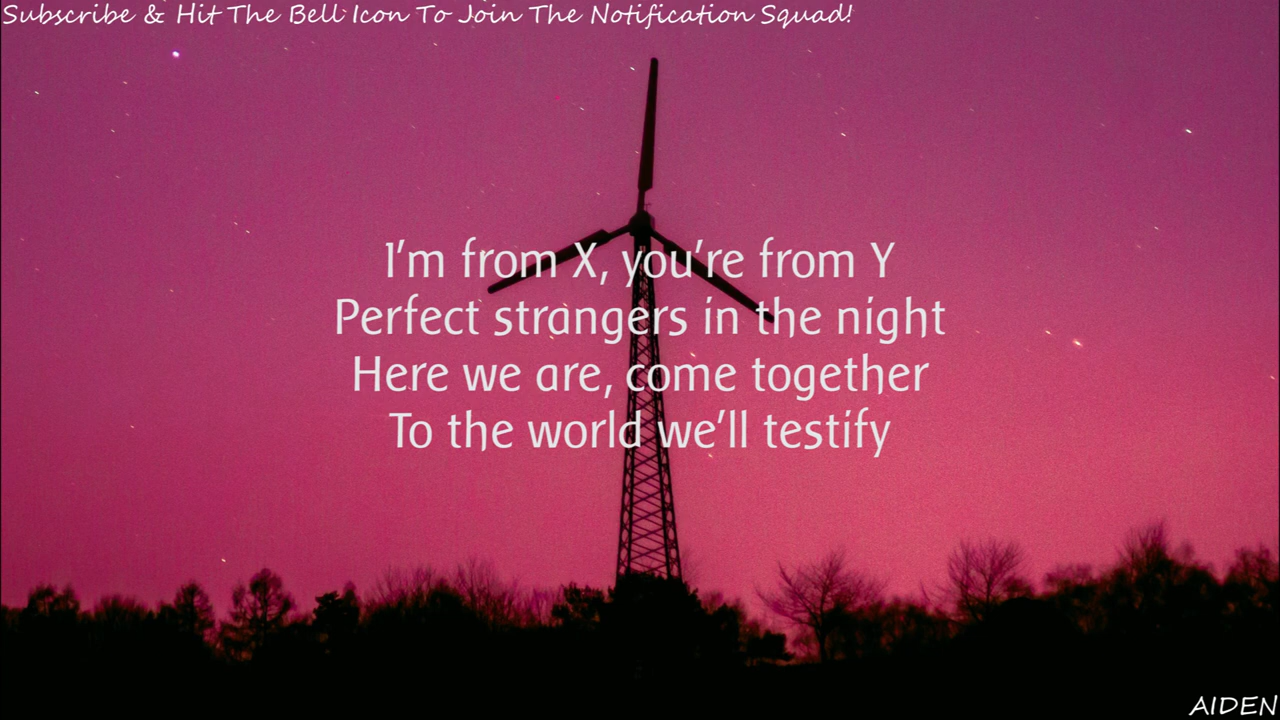 Subscribe & Hit The Bell Icon To Join The Notification Squad!
I'm from X, you're from Y
Perfect strangers in the night
Here we are, come together
To the world we'll testify
AIDEN